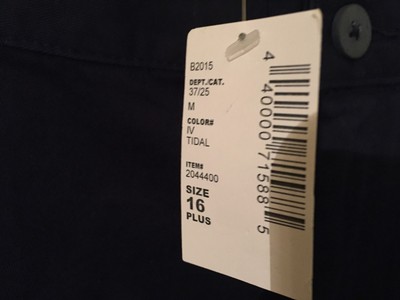 B2015
DEPT./CAT.
37/25
M
COLOR#
IV
TIDAL
ITEM#
2044400
SIZE
16
PLUS
4 40000 71588 5